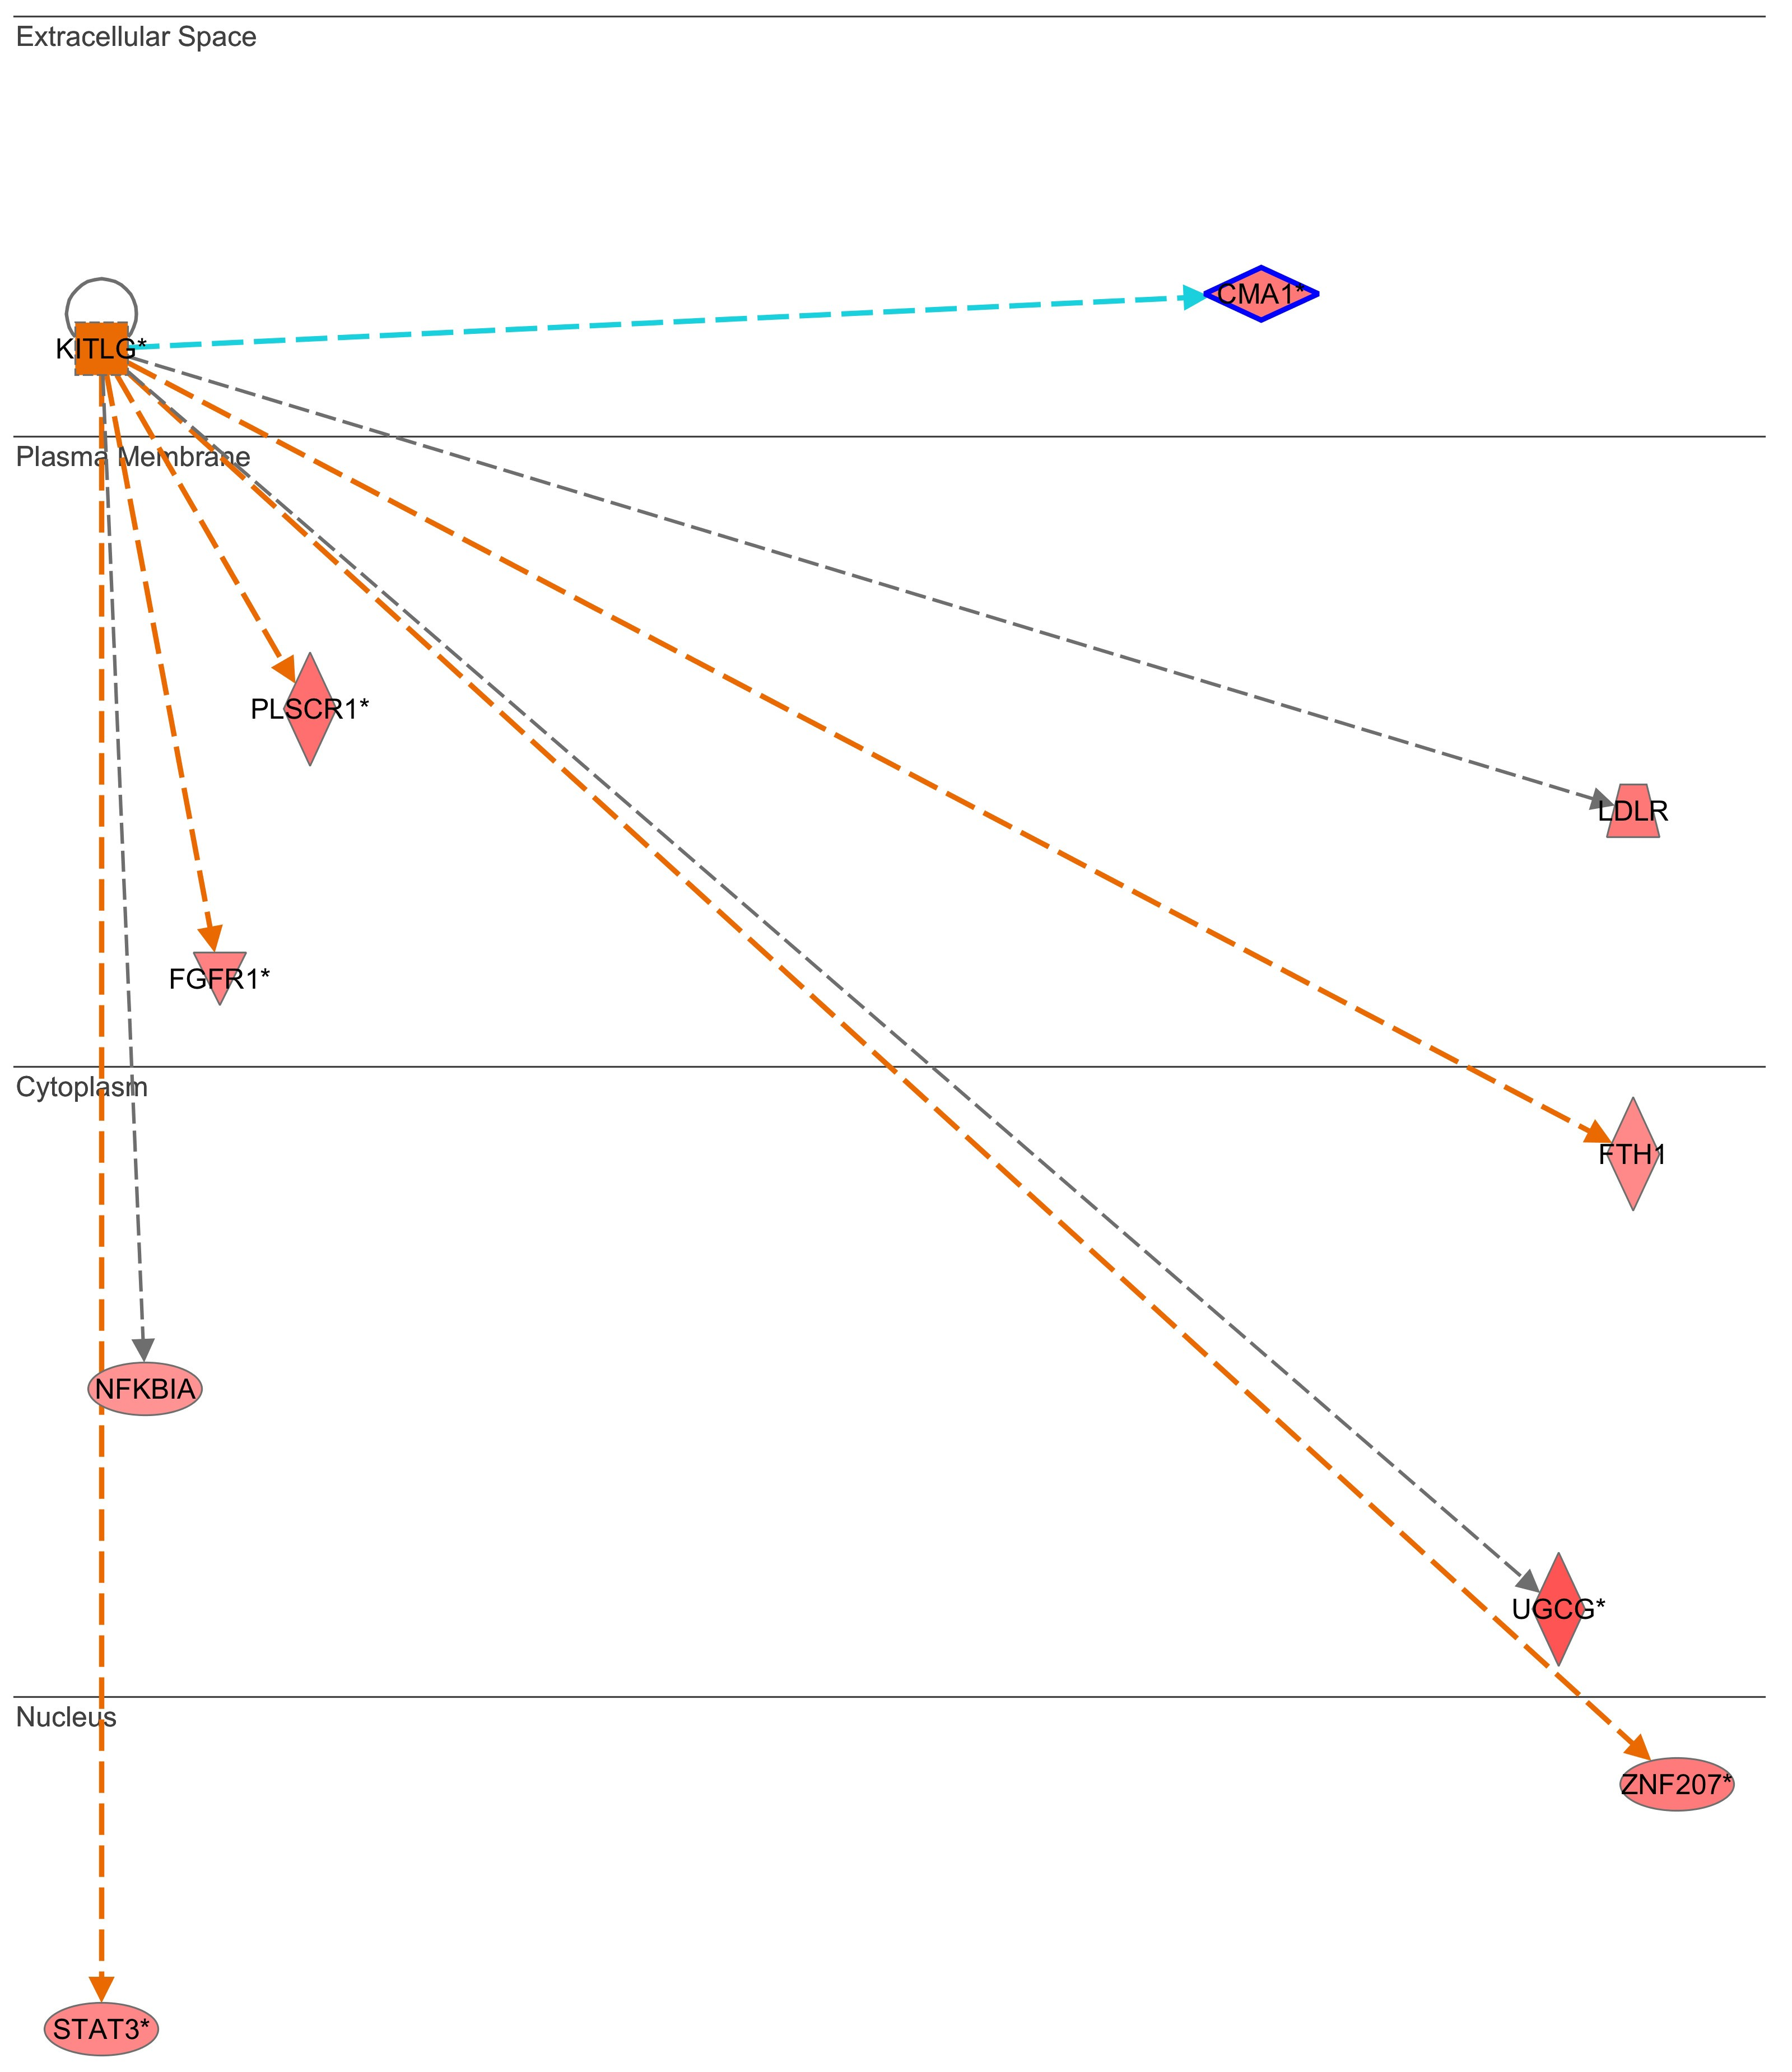 Extracellular Space
CMA1*
KITLG*
Plasma Membrane
PLSCR1*
LDLR
FGFR1*
Cytoplasm
FTH1
NFKBIA
UGCG*
Nucleus
ZNF207*
STAT3*